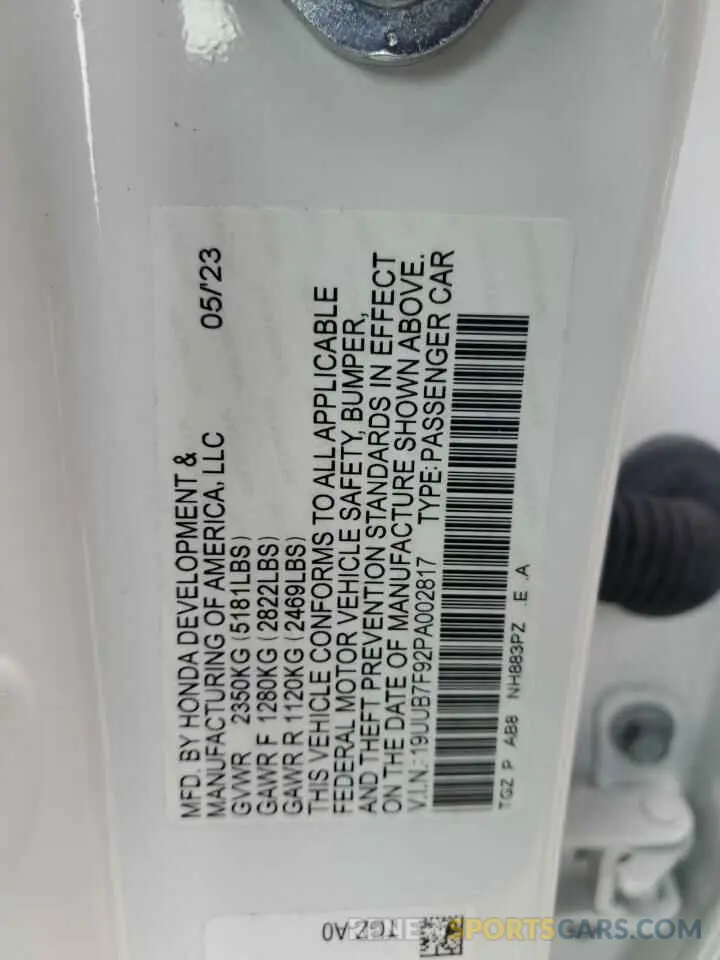 MFD. BY HONDA DEVELOPMENT &
MANUFACTURING OF AMERICA, LLC 05/'23
GVWR 2350KG (5181LBS)
GAWR F 1280KG (2822LBS)
GAWR R 1120KG (2469LBS)
THIS VEHICLE CONFORMS TO ALL APPLICABLE
FEDERAL MOTOR VEHICLE SAFETY, BUMPER,
AND THEFT PREVENTION STANDARDS IN EFFECT
ON THE DATE OF MANUFACTURE SHOWN ABOVE.
V.I.N.: 19UUB7F92PA002817 TYPE: PASSENGER CAR
TGZ P AB8 NH883PZ .E .A
TGZ A0
RENEWSPORTSCARS.COM